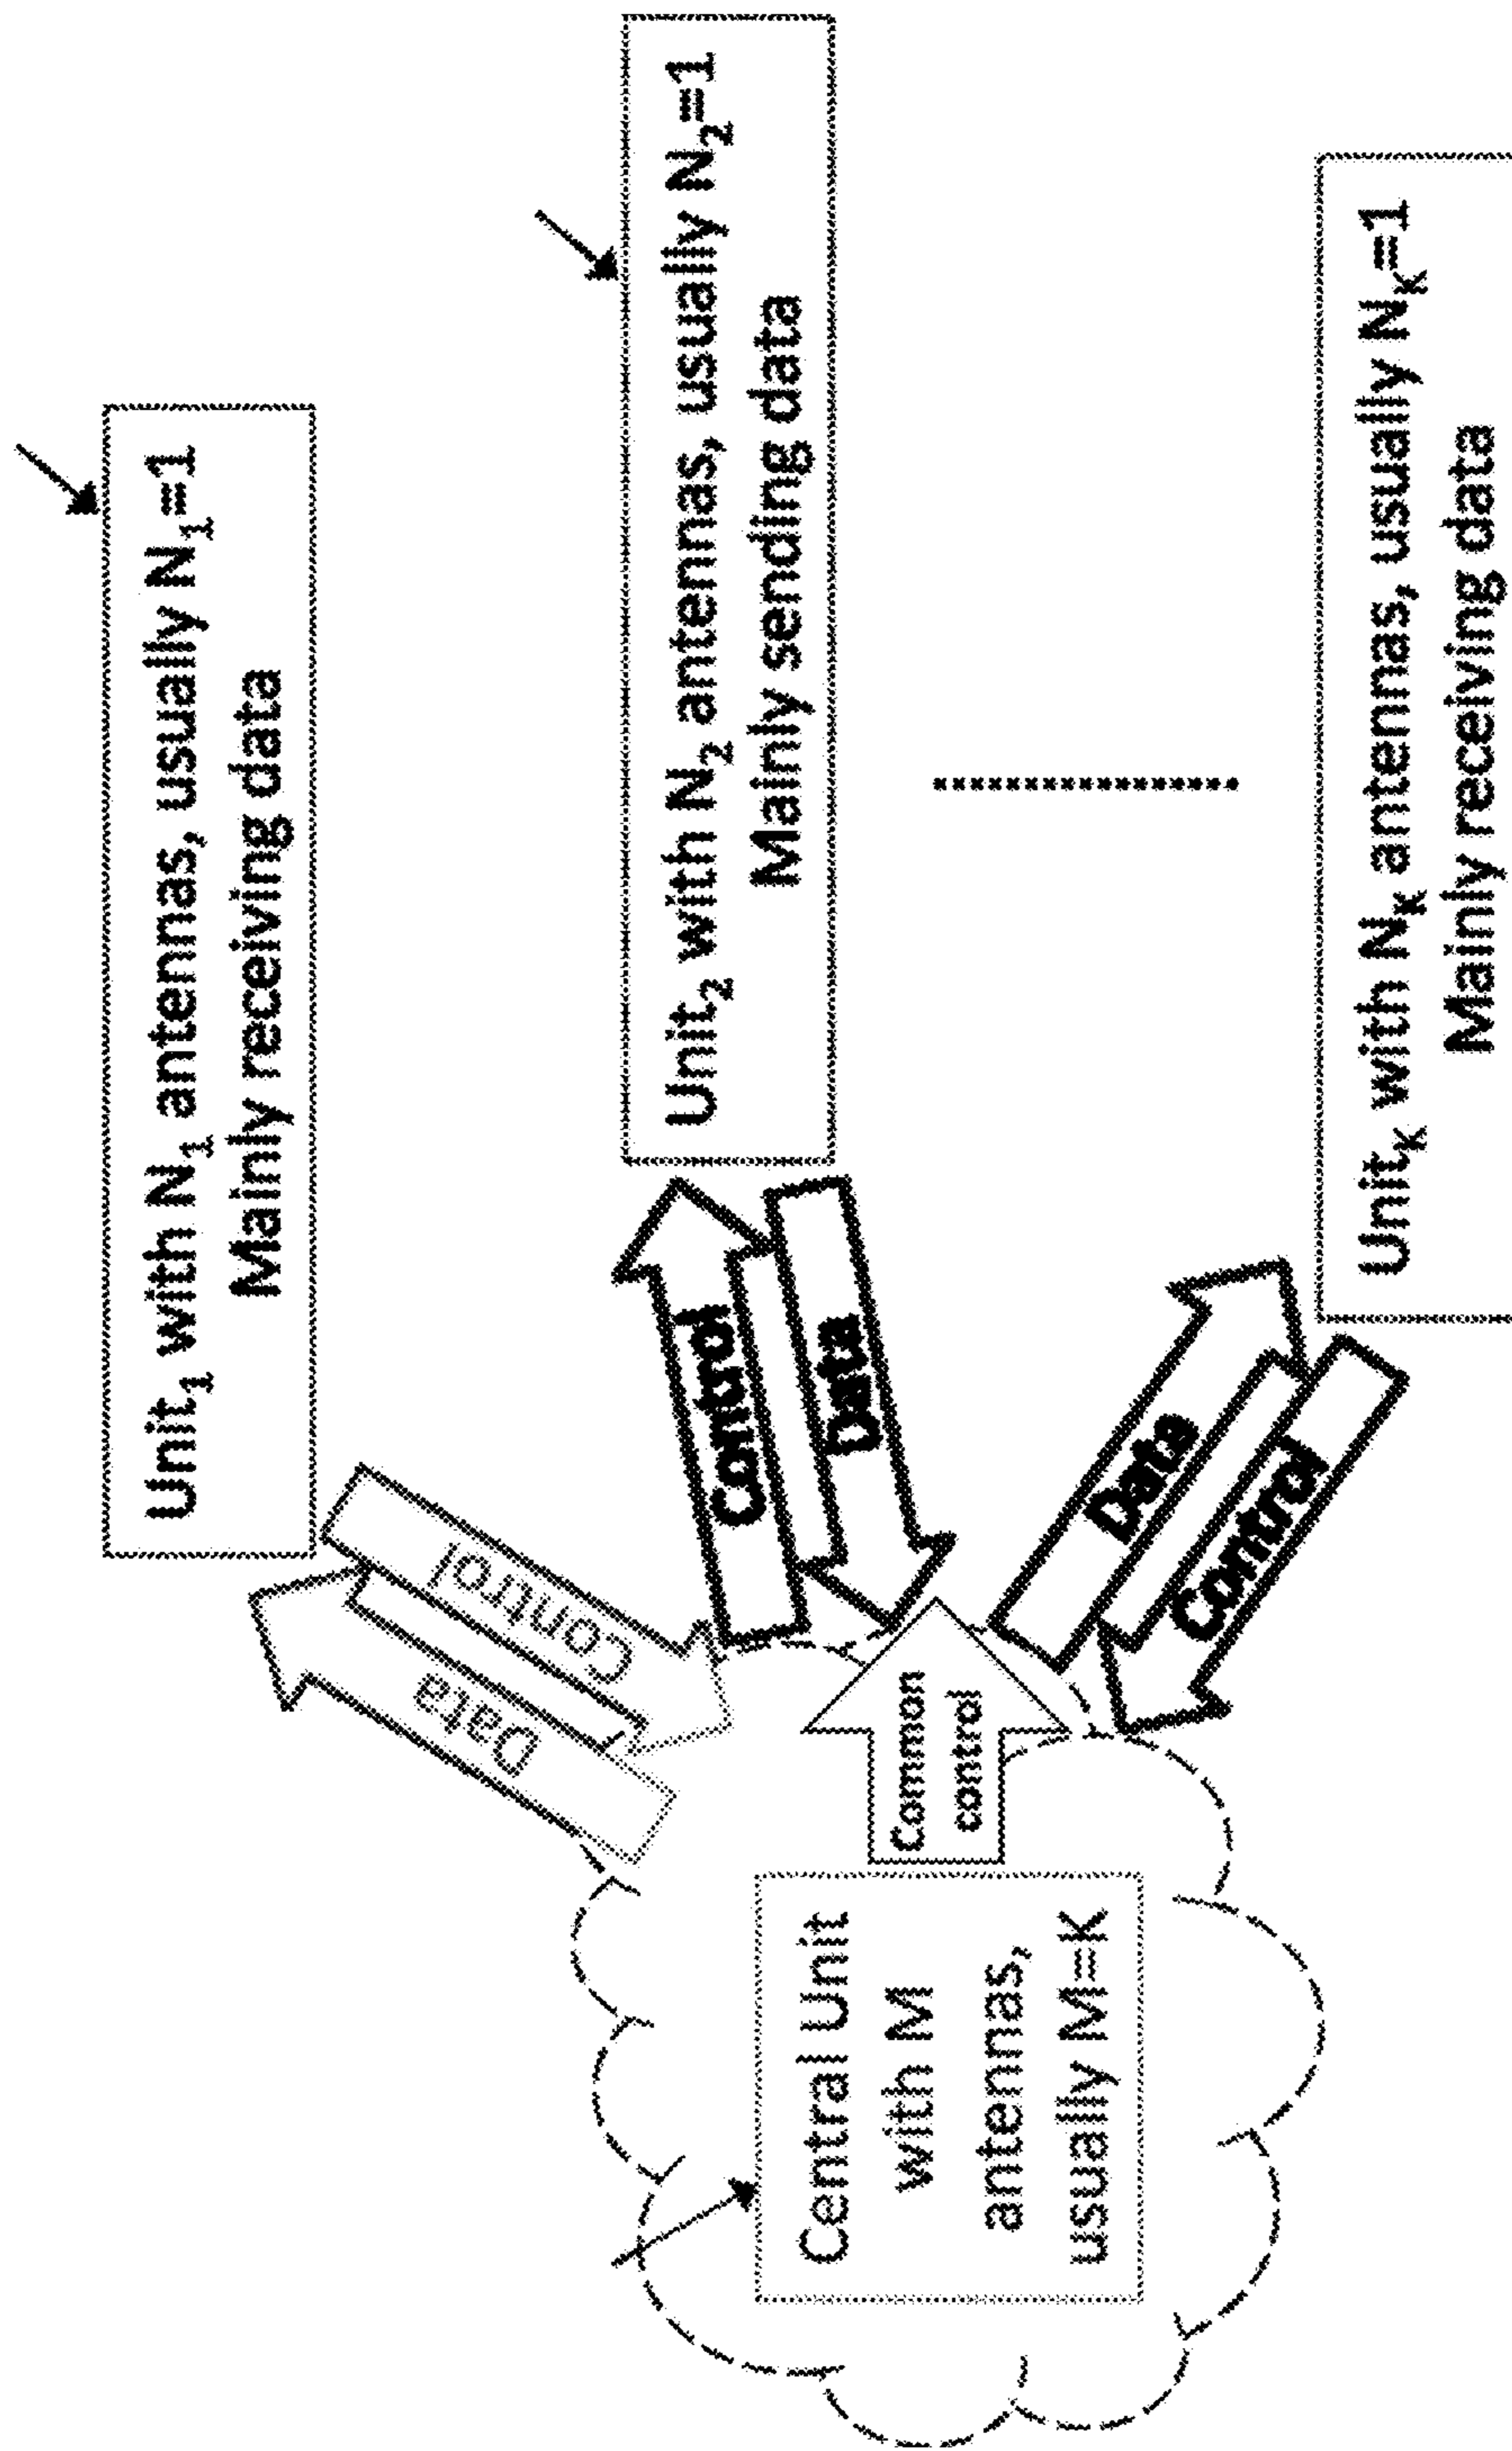 Unit₁ with N₁ antennas, usually N₁=1
Mainly receiving data
Data
Control
Unit₂ with N₂ antennas, usually N₂=1
Mainly sending data
Control
Data
Common
control
Central Unit
with M
antennas,
usually M=K
Data
Control
Unitₖ with Nₖ antennas, usually Nₖ=1
Mainly receiving data